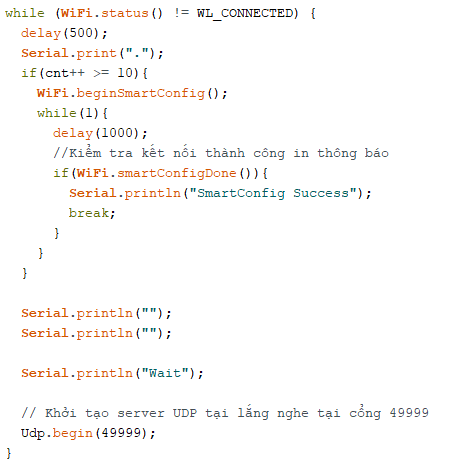 while (WiFi.status() != WL_CONNECTED) {
  delay(500);
  Serial.print(".");
  if(cnt++ >= 10){
    WiFi.beginSmartConfig();
    while(1){
      delay(1000);
      //Kiểm tra kết nối thành công in thông báo
      if(WiFi.smartConfigDone()){
        Serial.println("SmartConfig Success");
        break;
      }
    }
  }

  Serial.println("");
  Serial.println("");

  Serial.println("Wait");

  // Khởi tạo server UDP tại lắng nghe tại cổng 49999
  Udp.begin(49999);
}